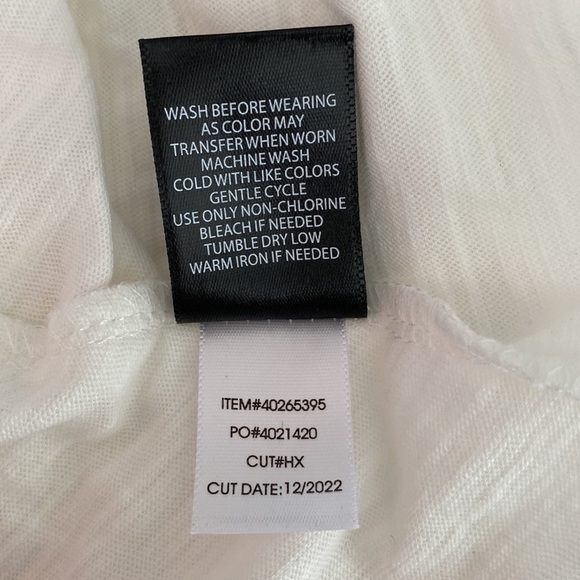 WASH BEFORE WEARING
AS COLOR MAY
TRANSFER WHEN WORN
MACHINE WASH
COLD WITH LIKE COLORS
GENTLE CYCLE
USE ONLY NON-CHLORINE
BLEACH IF NEEDED
TUMBLE DRY LOW
WARM IRON IF NEEDED
ITEM#40265395
PO#4021420
CUT#HX
CUT DATE: 12/2022